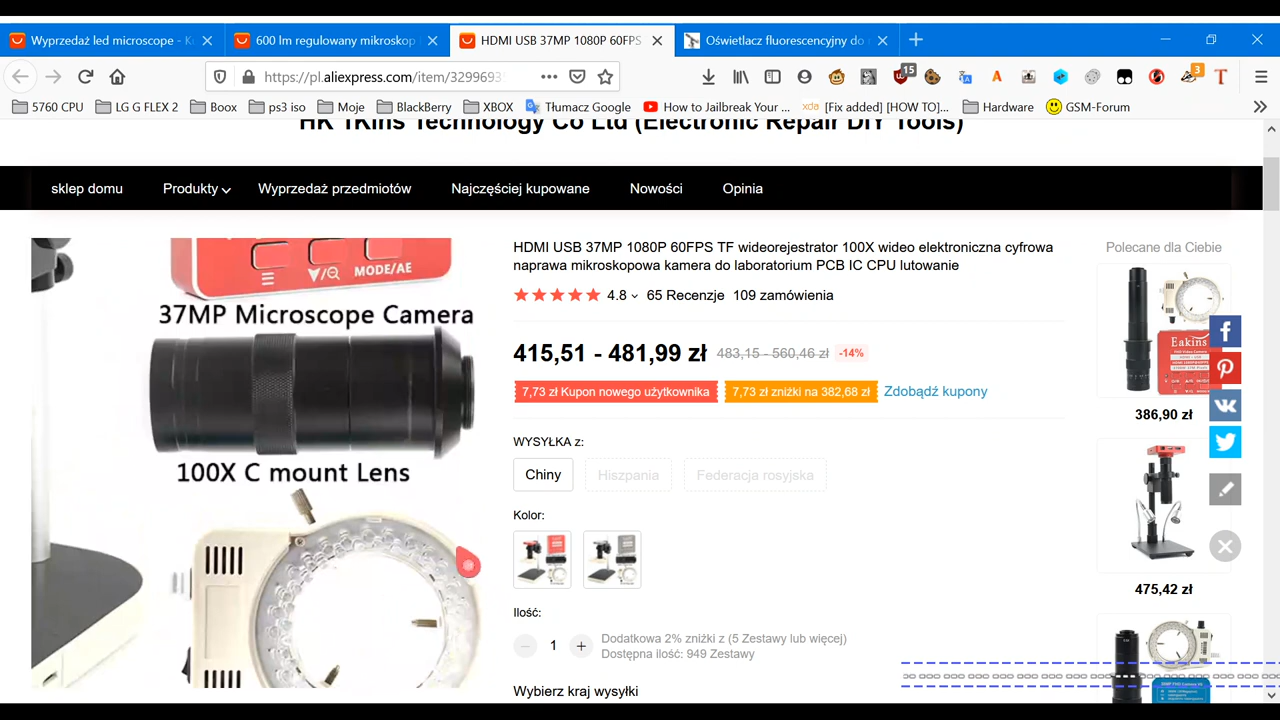 Wyprzedaż led microscope - Ku
600 lm regulowany mikroskop
HDMI USB 37MP 1080P 60FPS
Oświetlacz fluorescencyjny do
https://pl.aliexpress.com/item/3299693
15
3
5760 CPU
LG G FLEX 2
Boox
ps3 iso
Moje
BlackBerry
XBOX
Tłumacz Google
How to Jailbreak Your ...
xda
[Fix added] [HOW TO]...
Hardware
GSM-Forum
HK TKins Technology Co Ltd (Electronic Repair DIY Tools)
sklep domu
Produkty
Wyprzedaż przedmiotów
Najczęściej kupowane
Nowości
Opinia
MODE/AE
37MP Microscope Camera
100X C mount Lens
HDMI USB 37MP 1080P 60FPS TF wideorejestrator 100X wideo elektroniczna cyfrowa
naprawa mikroskopowa kamera do laboratorium PCB IC CPU lutowanie
4.8
65 Recenzje
109 zamówienia
415,51 - 481,99 zł
483,15 - 560,46 zł
-14%
7,73 zł Kupon nowego użytkownika
7,73 zł zniżki na 382,68 zł
Zdobądź kupony
WYSYŁKA z:
Chiny
Hiszpania
Federacja rosyjska
Kolor:
Ilość:
1
Dodatkowa 2% zniżki z (5 Zestawy lub więcej)
Dostępna ilość: 949 Zestawy
Wybierz kraj wysyłki
Polecane dla Ciebie
Eakins
386,90 zł
475,42 zł